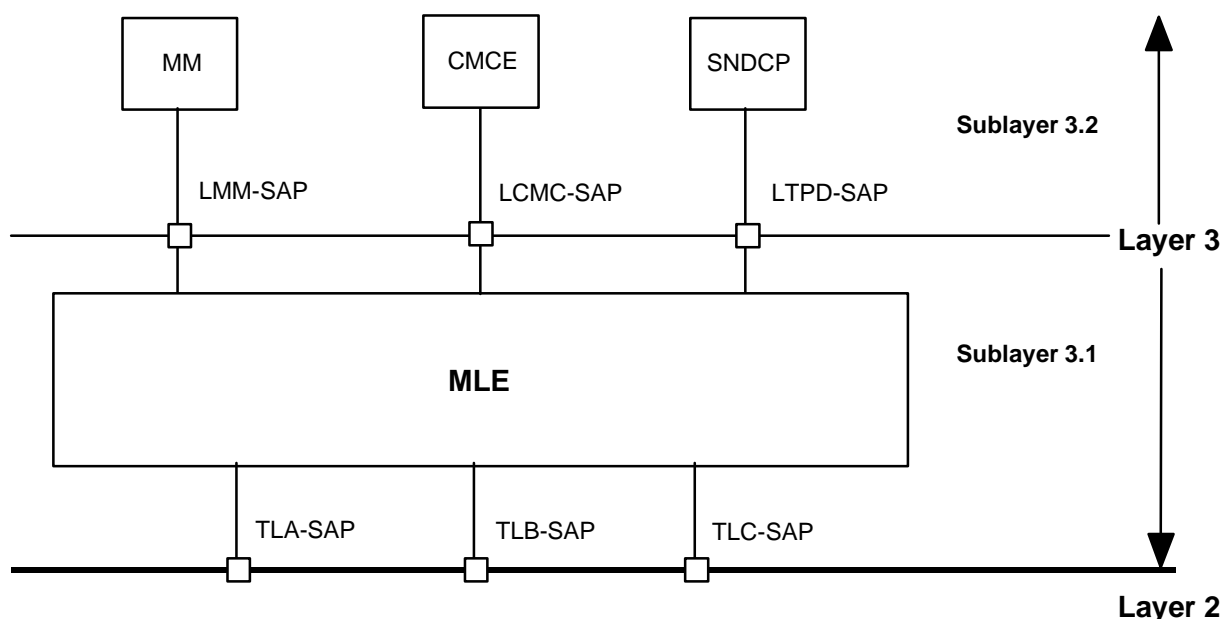 MM
CMCE
SNDCP
Sublayer 3.2
LMM-SAP
LCMC-SAP
LTPD-SAP
Layer 3
Sublayer 3.1
MLE
TLA-SAP
TLB-SAP
TLC-SAP
Layer 2